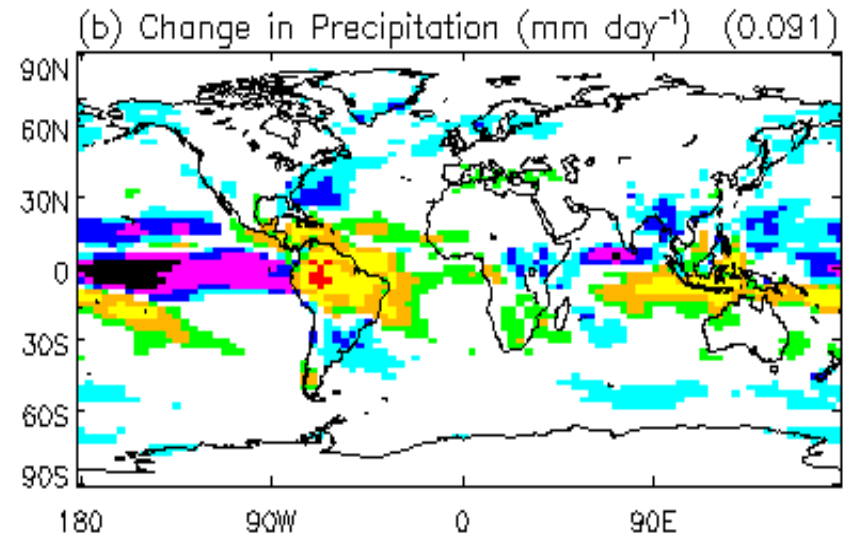 (b) Change in Precipitation (mm day⁻¹) (0.091)
90N
60N
30N
0
30S
60S
90S
180 90W 0 90E